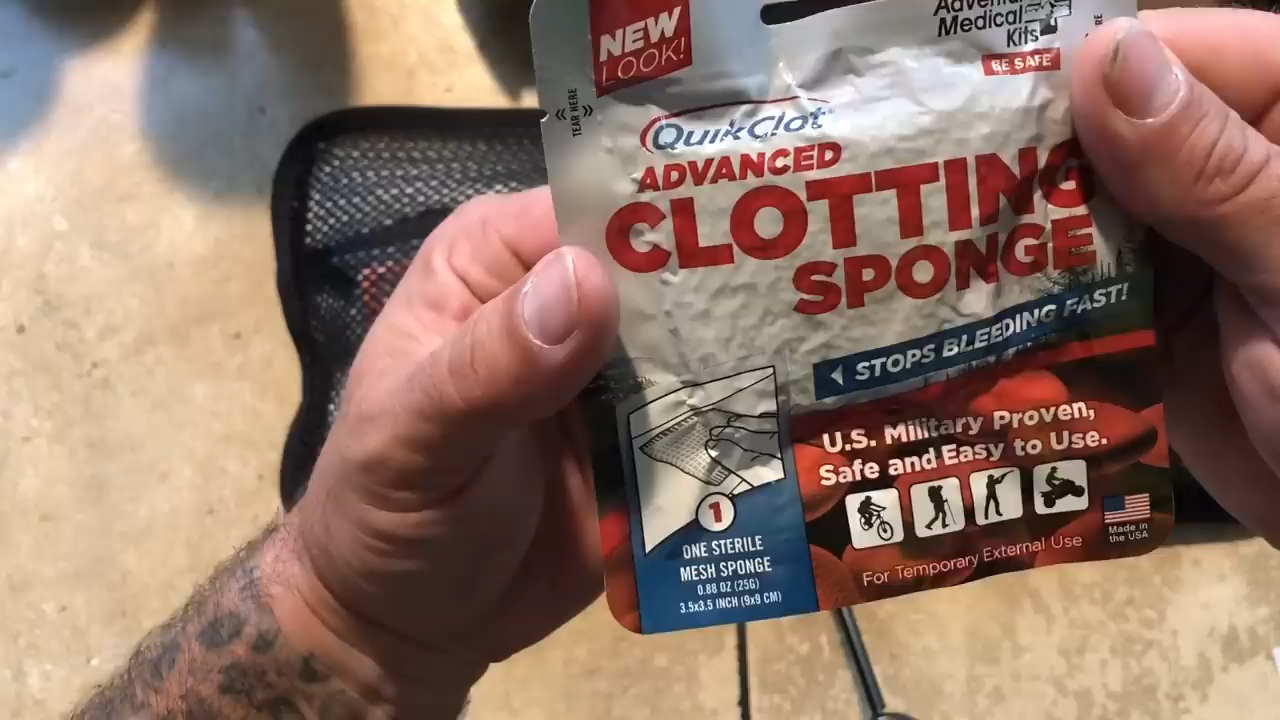 NEW
LOOK!
Medical
Kits
BE SAFE
TEAR HERE
QuikClot
ADVANCED
CLOTTING
SPONGE
STOPS BLEEDING FAST!
U.S. Military Proven,
Safe and Easy to Use.
1
ONE STERILE
MESH SPONGE
0.88 OZ (25G)
3.5x3.5 INCH (9x9 CM)
Made in
the USA
For Temporary External Use